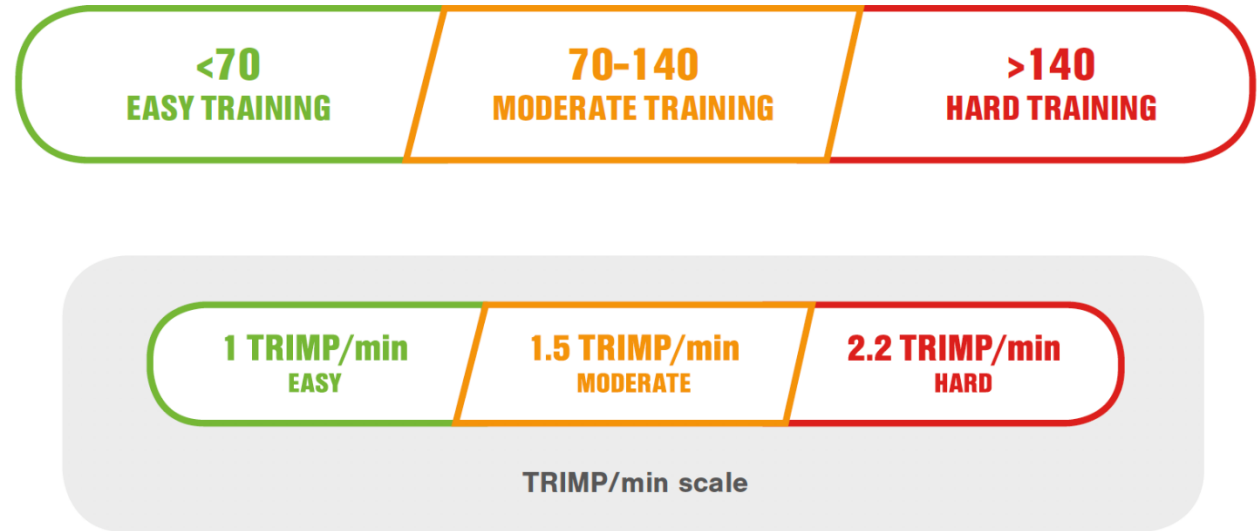 <70
EASY TRAINING
70-140
MODERATE TRAINING
>140
HARD TRAINING
1 TRIMP/min
EASY
1.5 TRIMP/min
MODERATE
2.2 TRIMP/min
HARD
TRIMP/min scale